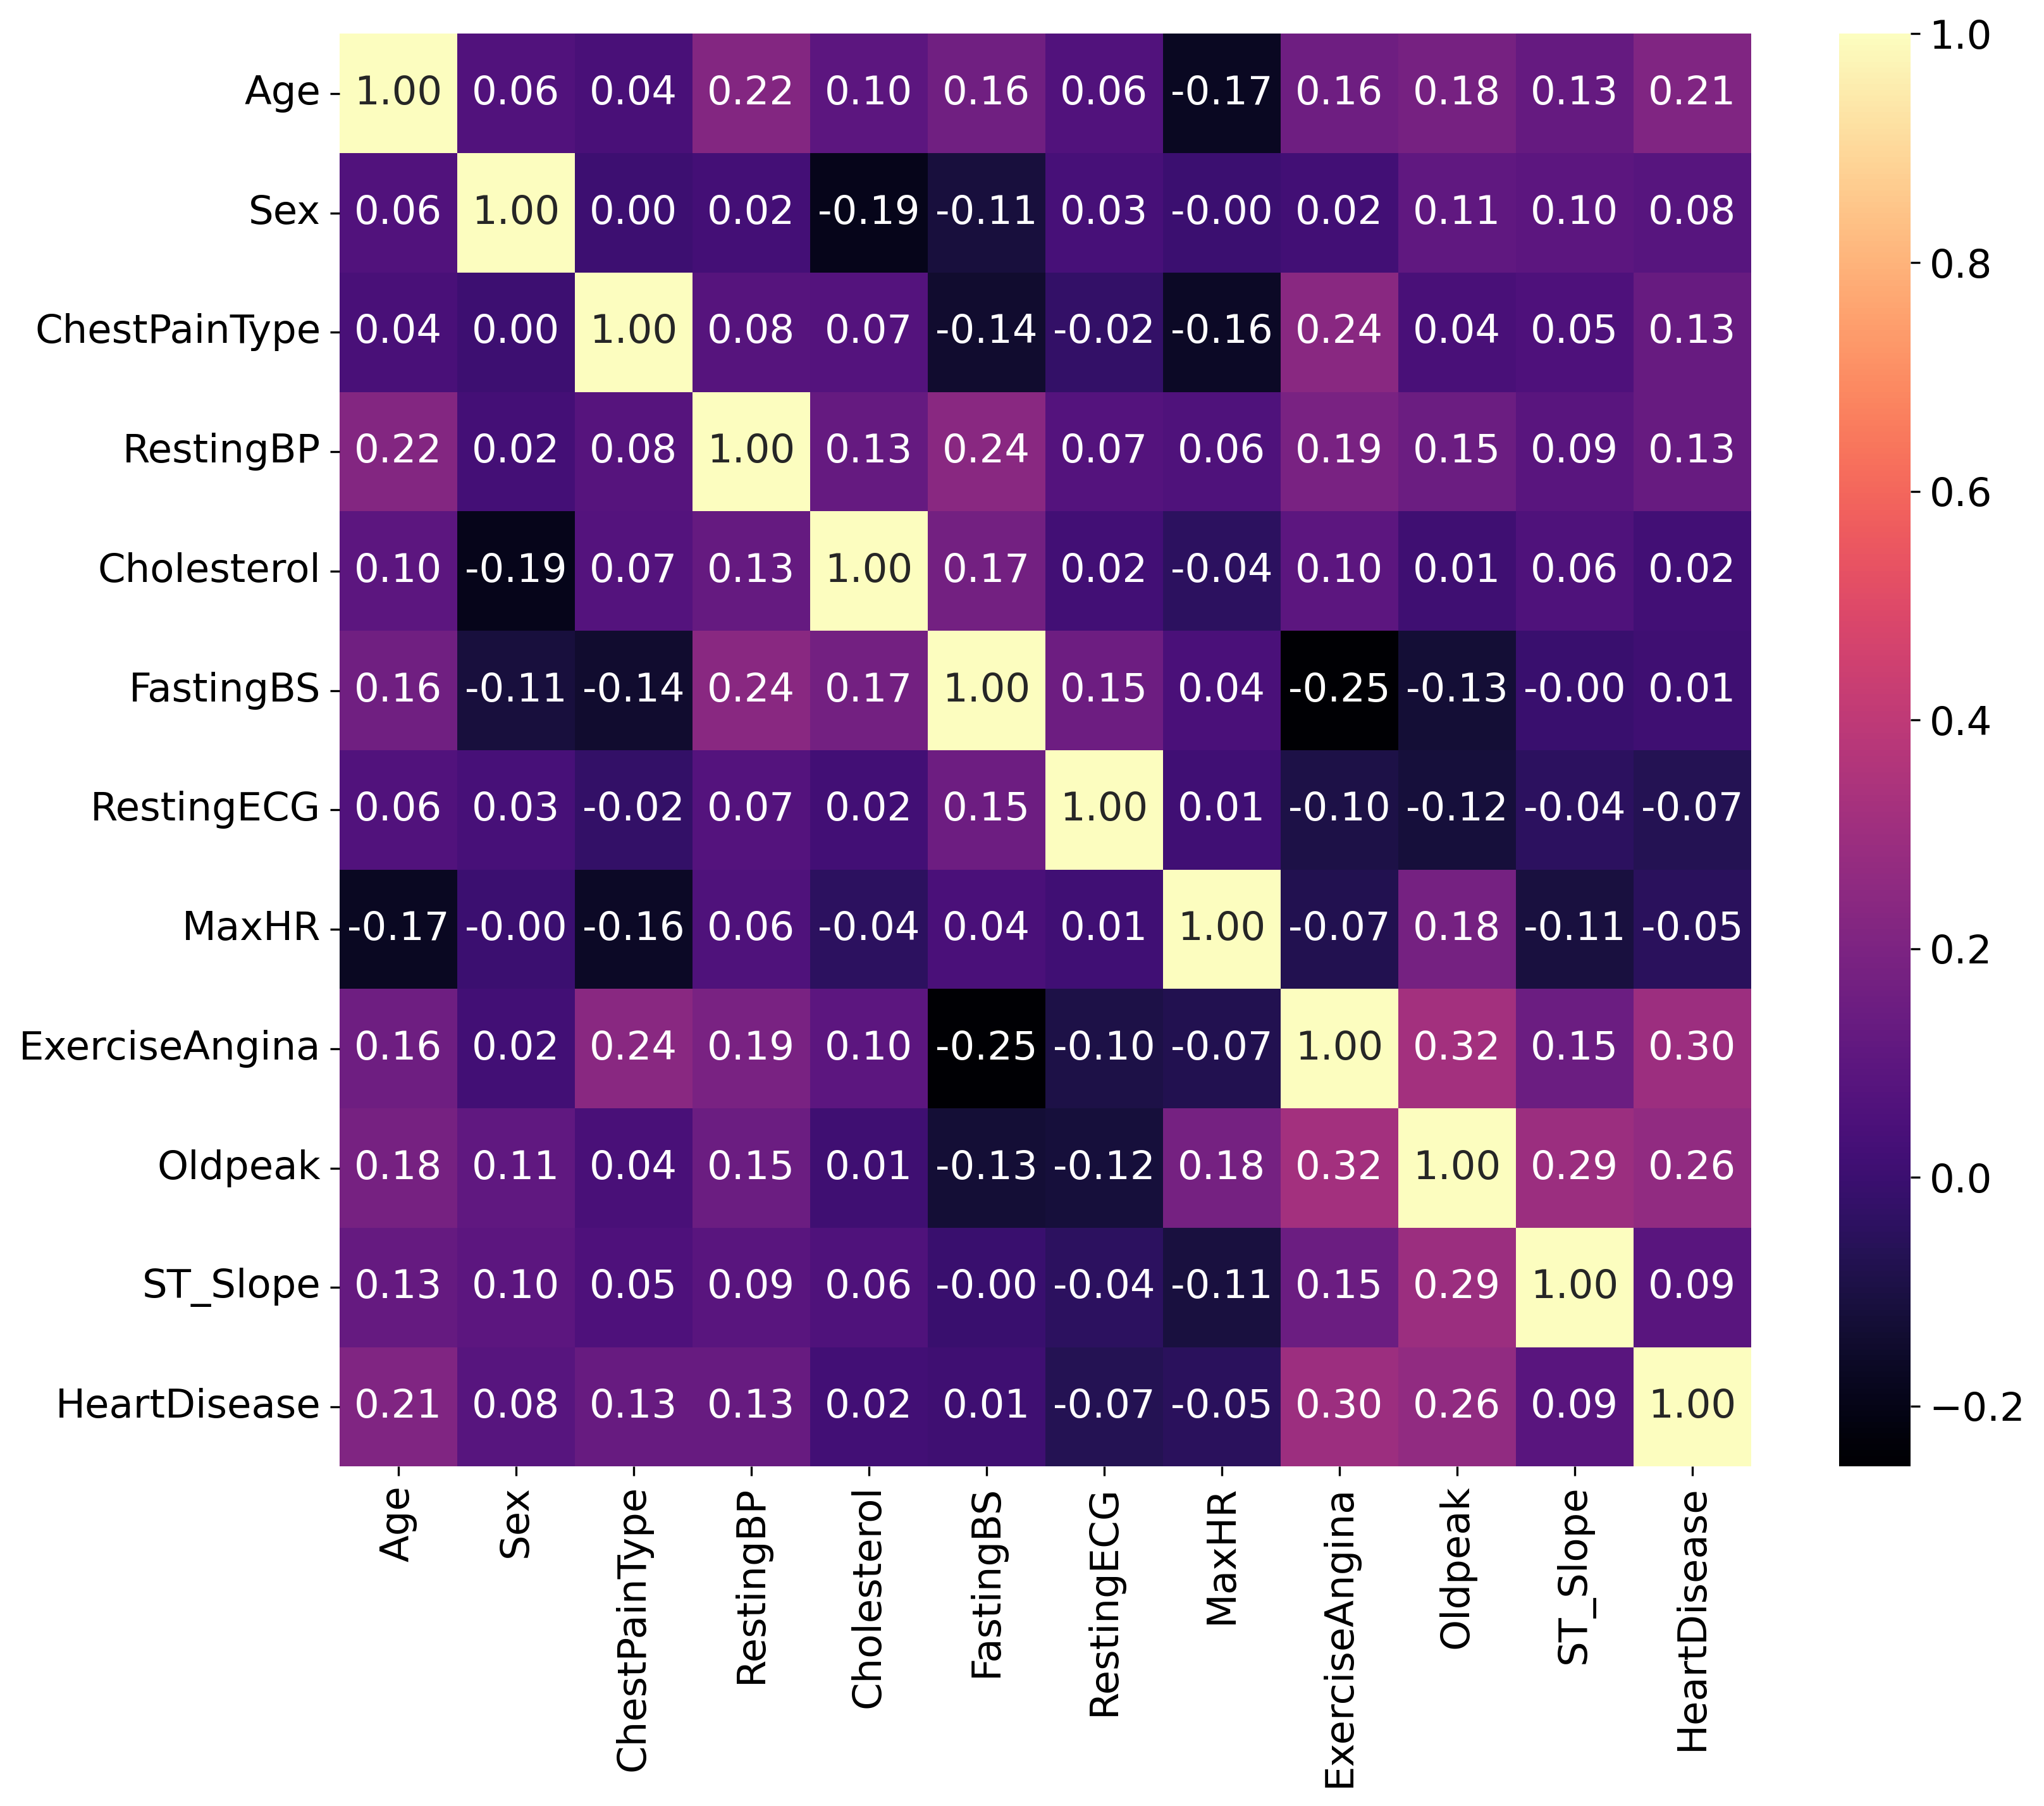 Age 1.00 0.06 0.04 0.22 0.10 0.16 0.06 -0.17 0.16 0.18 0.13 0.21
Sex 0.06 1.00 0.00 0.02 -0.19 -0.11 0.03 -0.00 0.02 0.11 0.10 0.08
ChestPainType 0.04 0.00 1.00 0.08 0.07 -0.14 -0.02 -0.16 0.24 0.04 0.05 0.13
RestingBP 0.22 0.02 0.08 1.00 0.13 0.24 0.07 0.06 0.19 0.15 0.09 0.13
Cholesterol 0.10 -0.19 0.07 0.13 1.00 0.17 0.02 -0.04 0.10 0.01 0.06 0.02
FastingBS 0.16 -0.11 -0.14 0.24 0.17 1.00 0.15 0.04 -0.25 -0.13 -0.00 0.01
RestingECG 0.06 0.03 -0.02 0.07 0.02 0.15 1.00 0.01 -0.10 -0.12 -0.04 -0.07
MaxHR -0.17 -0.00 -0.16 0.06 -0.04 0.04 0.01 1.00 -0.07 0.18 -0.11 -0.05
ExerciseAngina 0.16 0.02 0.24 0.19 0.10 -0.25 -0.10 -0.07 1.00 0.32 0.15 0.30
Oldpeak 0.18 0.11 0.04 0.15 0.01 -0.13 -0.12 0.18 0.32 1.00 0.29 0.26
ST_Slope 0.13 0.10 0.05 0.09 0.06 -0.00 -0.04 -0.11 0.15 0.29 1.00 0.09
HeartDisease 0.21 0.08 0.13 0.13 0.02 0.01 -0.07 -0.05 0.30 0.26 0.09 1.00
Age
Sex
ChestPainType
RestingBP
Cholesterol
FastingBS
RestingECG
MaxHR
ExerciseAngina
Oldpeak
ST_Slope
HeartDisease
1.0
0.8
0.6
0.4
0.2
0.0
−0.2